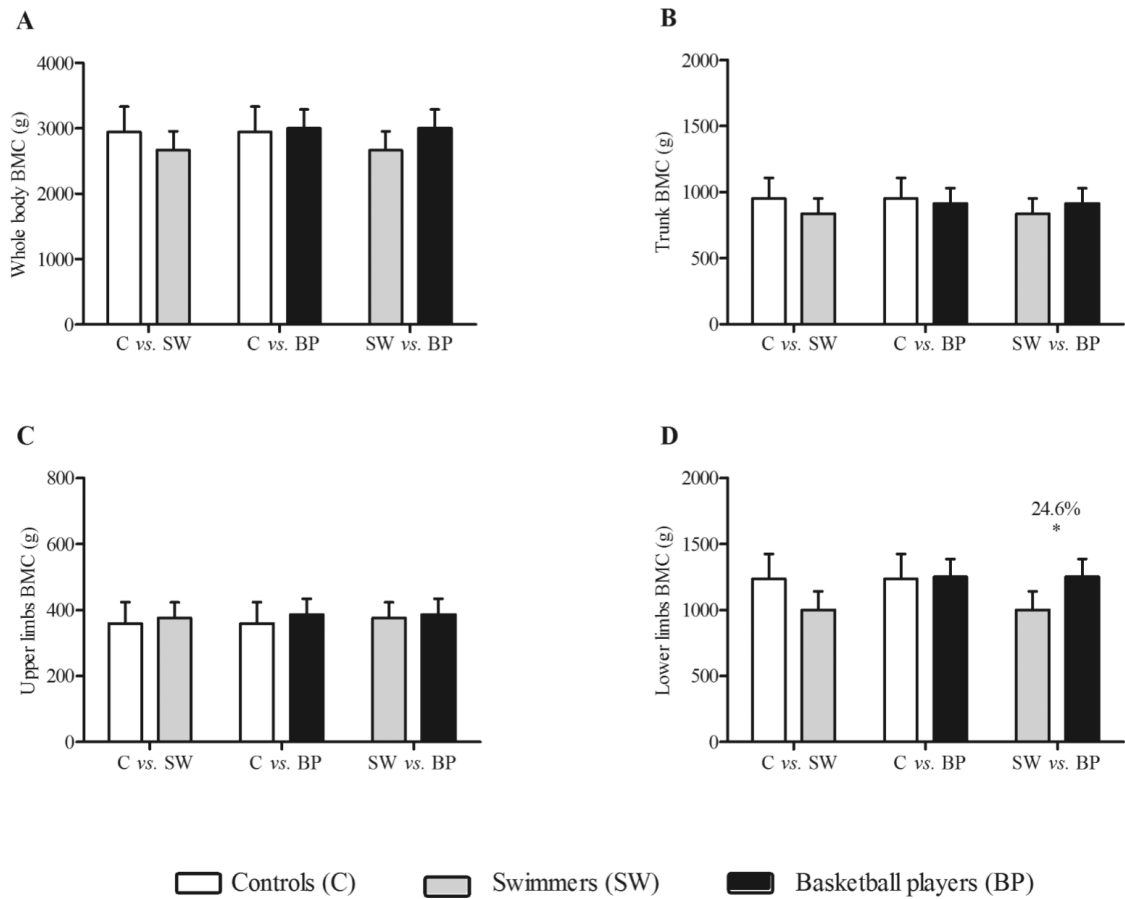 A
Whole body BMC (g)
4000
3000
2000
1000
0
C vs. SW
C vs. BP
SW vs. BP
B
Trunk BMC (g)
2000
1500
1000
500
0
C vs. SW
C vs. BP
SW vs. BP
C
Upper limbs BMC (g)
800
600
400
200
0
C vs. SW
C vs. BP
SW vs. BP
D
Lower limbs BMC (g)
2000
1500
1000
500
0
24.6%
*
C vs. SW
C vs. BP
SW vs. BP
Controls (C)
Swimmers (SW)
Basketball players (BP)